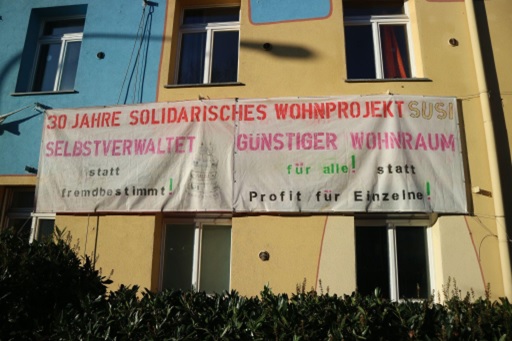 30 JAHRE SOLIDARISCHES WOHNPROJEKT SUSI
SELBSTVERWALTET
statt
fremdbestimmt!
GÜNSTIGER WOHNRAUM
für alle! statt
Profit für Einzelne!